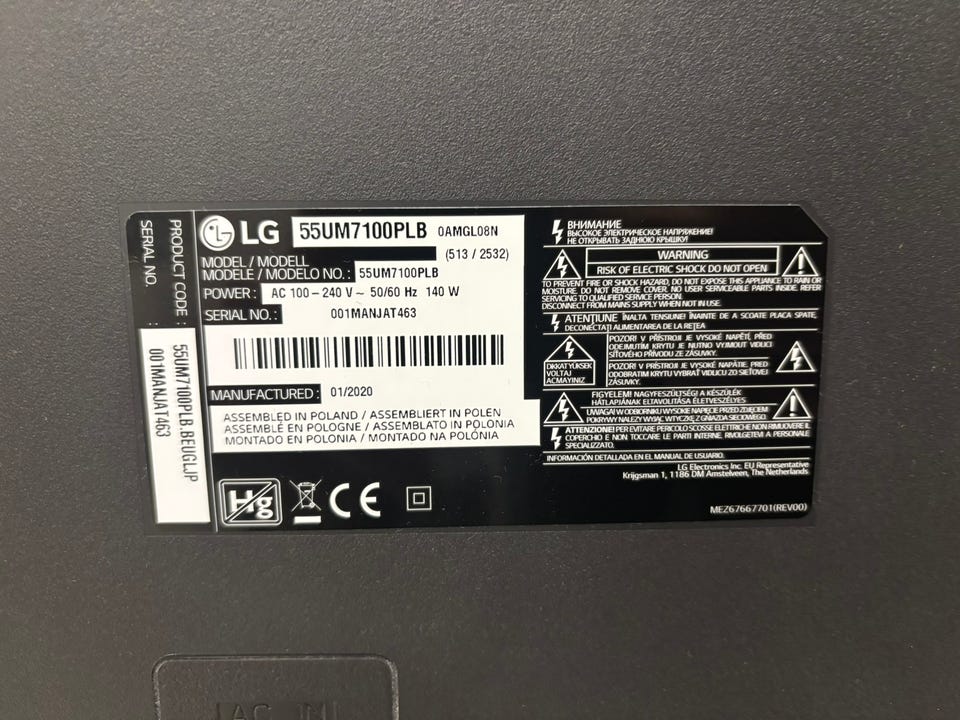 PRODUCT CODE : 55UM7100PLB.BEUGLJP
SERIAL NO. : 001MANJAT463
LG 55UM7100PLB 0AMGL08N
(513 / 2532)
MODEL / MODELL
MODELE / MODELO NO. : 55UM7100PLB
POWER : AC 100 – 240 V ~ 50/60 Hz 140 W
SERIAL NO. : 001MANJAT463
MANUFACTURED : 01/2020
ASSEMBLED IN POLAND / ASSEMBLIERT IN POLEN
ASSEMBLÉ EN POLOGNE / ASSEMBLATO IN POLONIA
MONTADO EN POLONIA / MONTADO NA POLÓNIA
Hg CE
ВНИМАНИЕ
ВЫСОКОЕ ЭЛЕКТРИЧЕСКОЕ НАПРЯЖЕНИЕ!
НЕ ОТКРЫВАТЬ ЗАДНЮЮ КРЫШКУ!
WARNING
RISK OF ELECTRIC SHOCK DO NOT OPEN
TO PREVENT FIRE OR SHOCK HAZARD, DO NOT EXPOSE THIS APPLIANCE TO RAIN OR
MOISTURE. DO NOT REMOVE COVER. NO USER SERVICEABLE PARTS INSIDE. REFER
SERVICING TO QUALIFIED SERVICE PERSON.
DISCONNECT FROM MAINS SUPPLY WHEN NOT IN USE.
ATENȚIUNE ÎNALTA TENSIUNE! ÎNAINTE DE A SCOATE PLACA SPATE,
DECONECTAȚI ALIMENTAREA DE LA REȚEA
DIKKAT YÜKSEK
VOLTAJ
AÇMAYINIZ
POZOR! V PŘÍSTROJI JE VYSOKÉ NAPĚTÍ. PŘED
ODEJMUTÍM KRYTU JE NUTNO VYJMOUT VIDLICI
SÍŤOVÉHO PŘÍVODU ZE ZÁSUVKY.
POZOR! V PRÍSTROJI JE VYSOKÉ NAPÄTIE. PRED
ODOBRATÍM KRYTU VYBRAŤ VIDLICU ZO SIEŤOVEJ
ZÁSUVKY.
FIGYELEM! NAGYFESZÜLTSÉG! A KÉSZÜLÉK
HÁTLAPJÁNAK ELTAVOLÍTÁSA ÉLETVESZÉLYES.
UWAGA! W ODBIORNIKU WYSOKIE NAPIĘCIE PRZED ZDJĘCIEM
POKRYWY NALEŻY WYJĄĆ WTYCZKĘ Z GNIAZDA SIECIOWEGO.
ATTENZIONE! PER EVITARE PERICOLO SCOSSE ELETTRICHE NON RIMUOVERE IL
COPERCHIO E NON TOCCARE LE PARTI INTERNE. RIVOLGETEVI A PERSONALE
SPECIALIZZATO.
INFORMACIÓN DETALLADA EN EL MANUAL DE USUARIO.
LG Electronics Inc. EU Representative
Krijgsman 1, 1186 DM Amstelveen, The Netherlands
MEZ67667701(REV00)
AC IN